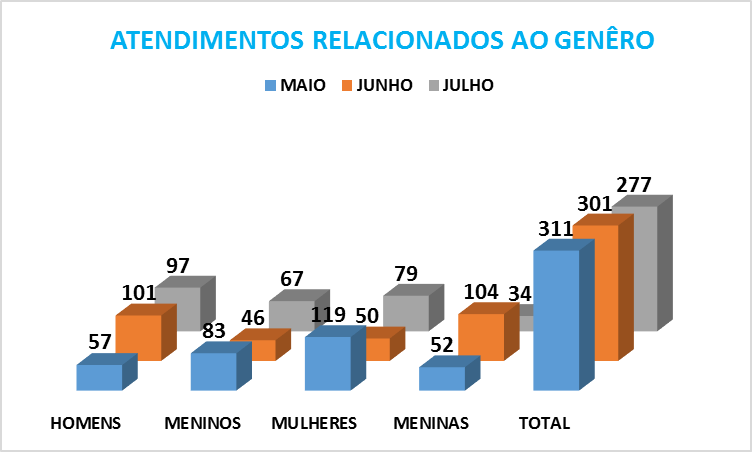 ATENDIMENTOS RELACIONADOS AO GENÊRO
MAIO JUNHO JULHO
57 101 97
83 46 67
119 50 79
52 104 34
311 301 277
HOMENS MENINOS MULHERES MENINAS TOTAL